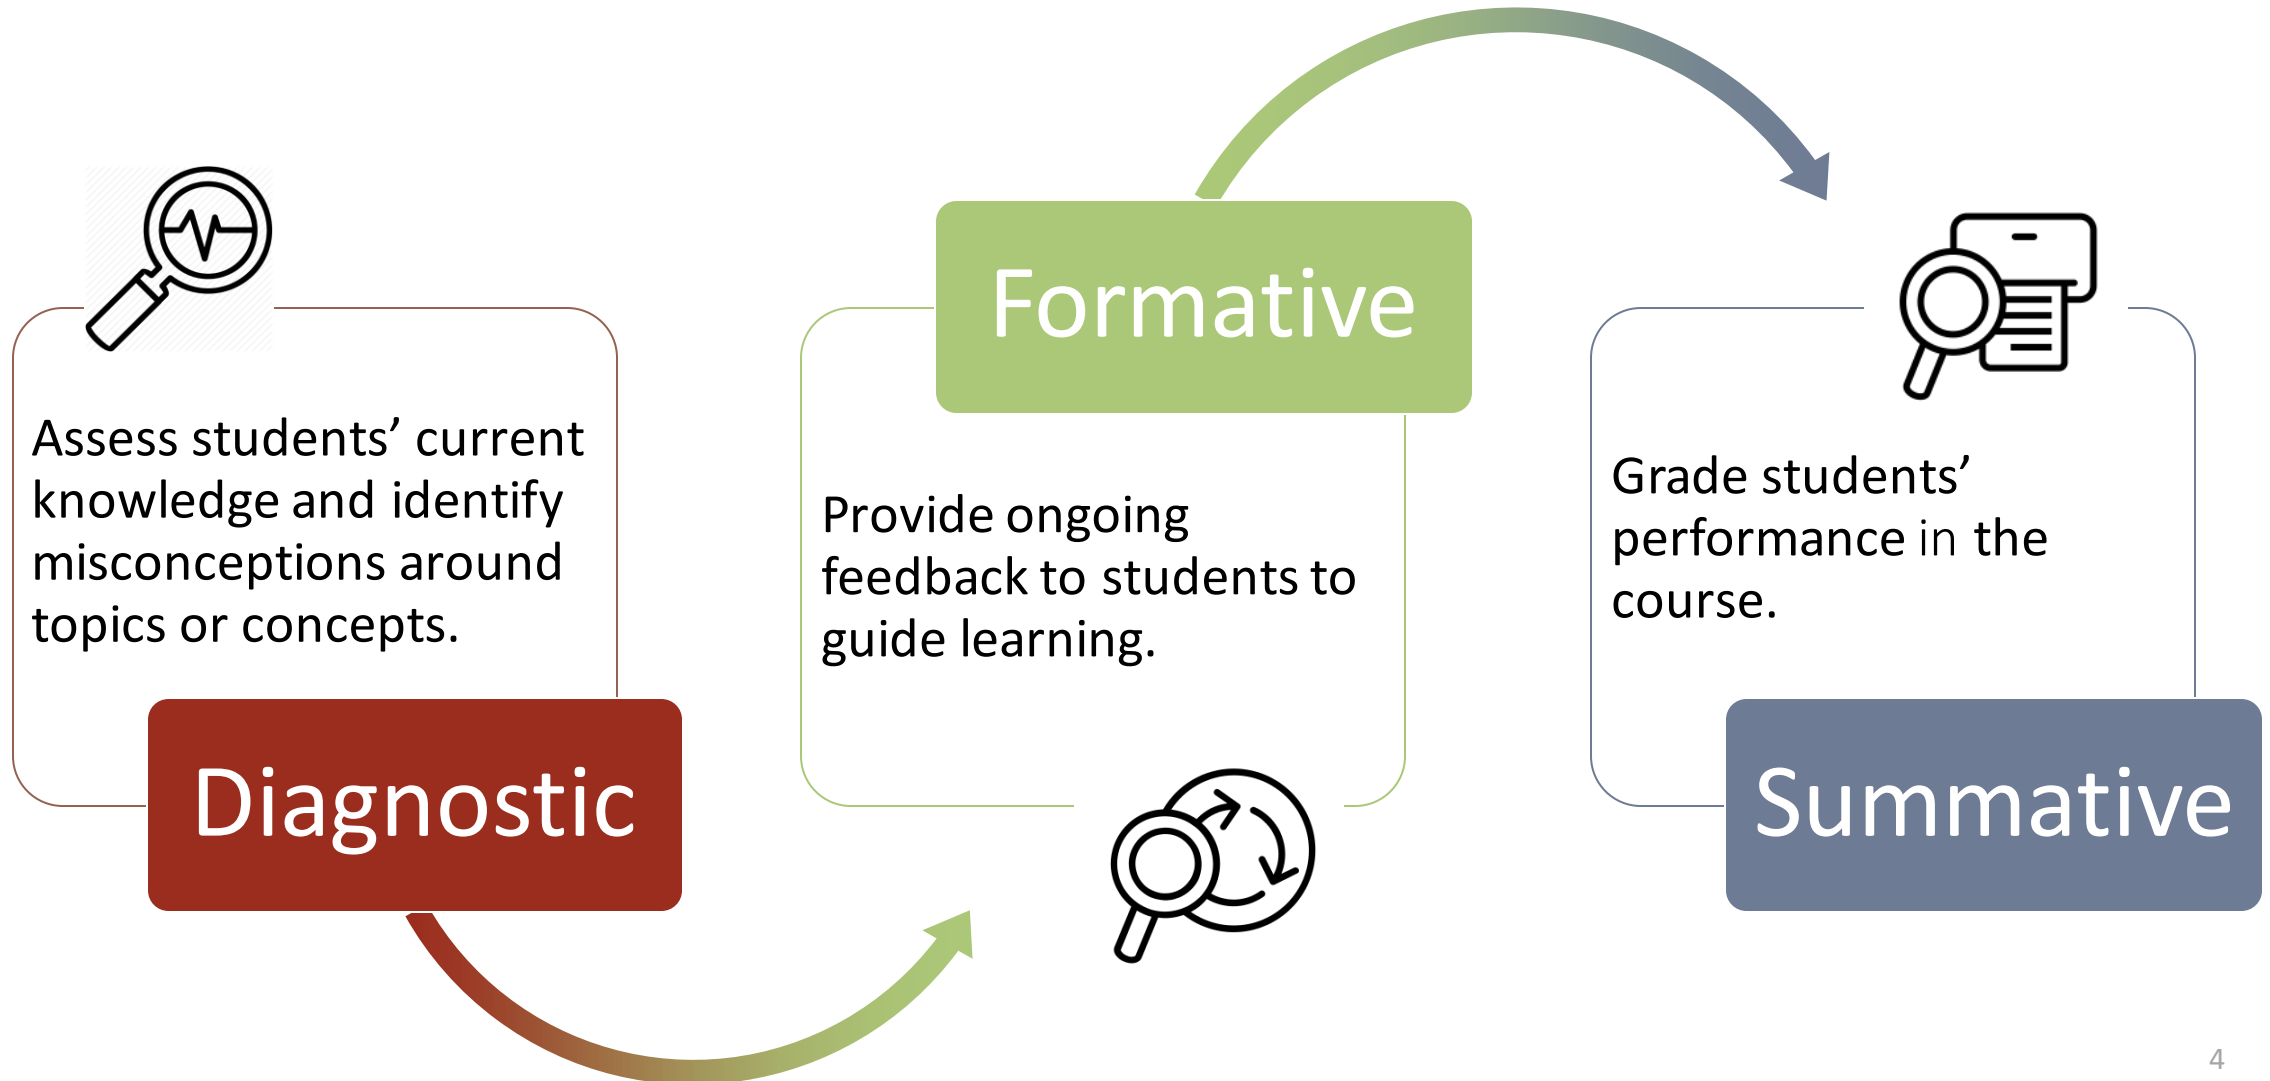 Assess students’ current
knowledge and identify
misconceptions around
topics or concepts.
Diagnostic
Formative
Provide ongoing
feedback to students to
guide learning.
Grade students’
performance in the
course.
Summative
4